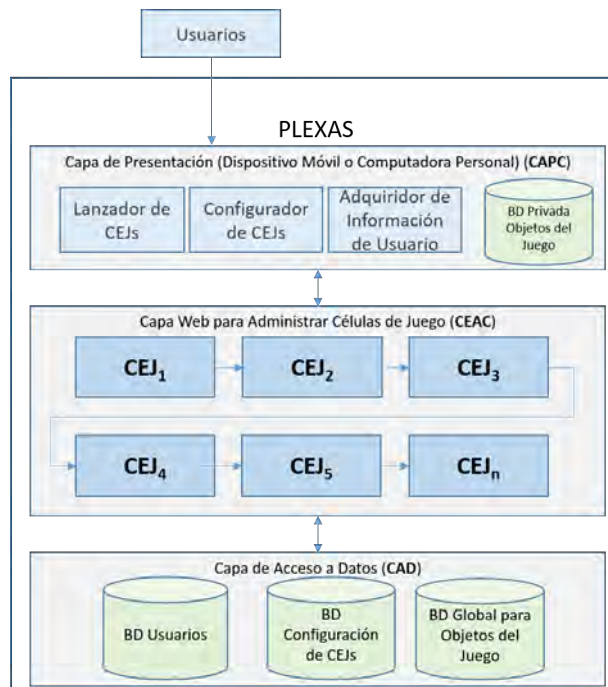 Usuarios
PLEXAS
Capa de Presentación (Dispositivo Móvil o Computadora Personal) (CAPC)
Lanzador de
CEJs
Configurador
de CEJs
Adquiridor de
Información
de Usuario
BD Privada
Objetos del
Juego
Capa Web para Administrar Células de Juego (CEAC)
CEJ1
CEJ2
CEJ3
CEJ4
CEJ5
CEJn
Capa de Acceso a Datos (CAD)
BD Usuarios
BD
Configuración
de CEJs
BD Global para
Objetos del
Juego